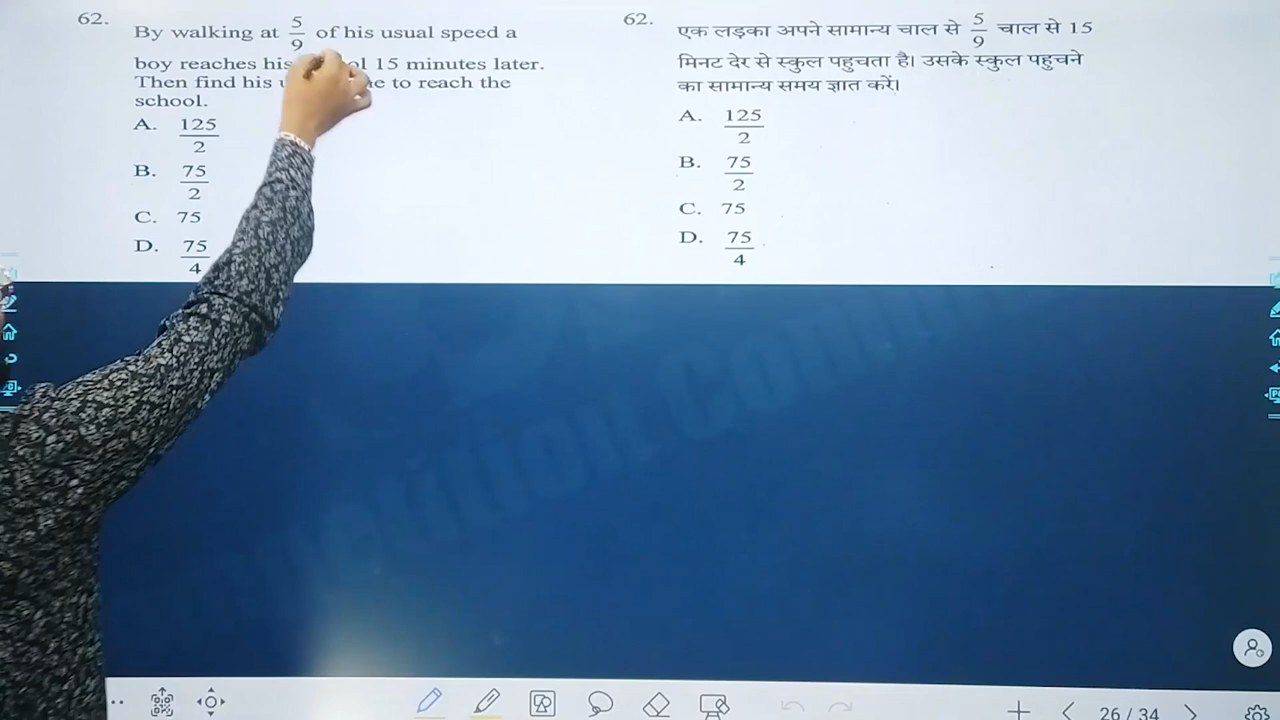 62.
By walking at 5/9 of his usual speed a
boy reaches his 15 minutes later.
Then find his to reach the
school.
A. 125/2
B. 75/2
C. 75
D. 75/4
62.
एक लड़का अपने सामान्य चाल से 5/9 चाल से 15
मिनट देर से स्कुल पहुचता है। उसके स्कुल पहुचने
का सामान्य समय ज्ञात करें।
A. 125/2
B. 75/2
C. 75
D. 75/4
26 / 34